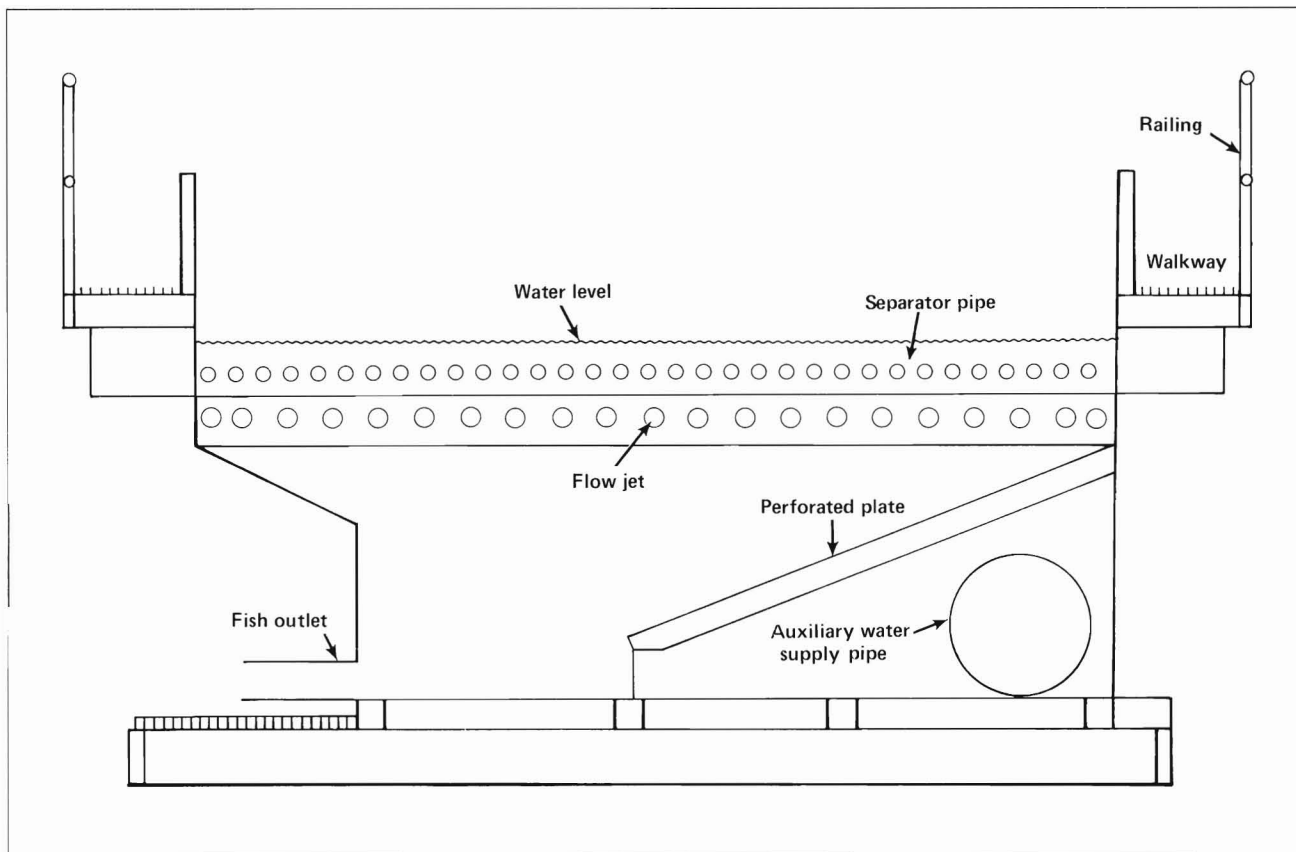 Railing
Walkway
Water level
Separator pipe
Flow jet
Perforated plate
Fish outlet
Auxiliary water
supply pipe